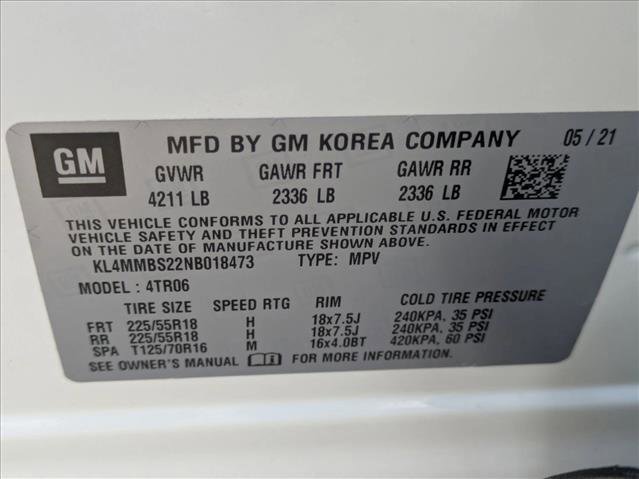 GM
MFD BY GM KOREA COMPANY 05 / 21
GVWR GAWR FRT GAWR RR
4211 LB 2336 LB 2336 LB
THIS VEHICLE CONFORMS TO ALL APPLICABLE U.S. FEDERAL MOTOR
VEHICLE SAFETY AND THEFT PREVENTION STANDARDS IN EFFECT
ON THE DATE OF MANUFACTURE SHOWN ABOVE.
KL4MMBS22NB018473 TYPE: MPV
MODEL : 4TR06
TIRE SIZE SPEED RTG RIM COLD TIRE PRESSURE
FRT 225/55R18 H 18x7.5J 240KPA, 35 PSI
RR 225/55R18 H 18x7.5J 240KPA, 35 PSI
SPA T125/70R16 M 16x4.0BT 420KPA, 60 PSI
SEE OWNER'S MANUAL FOR MORE INFORMATION.